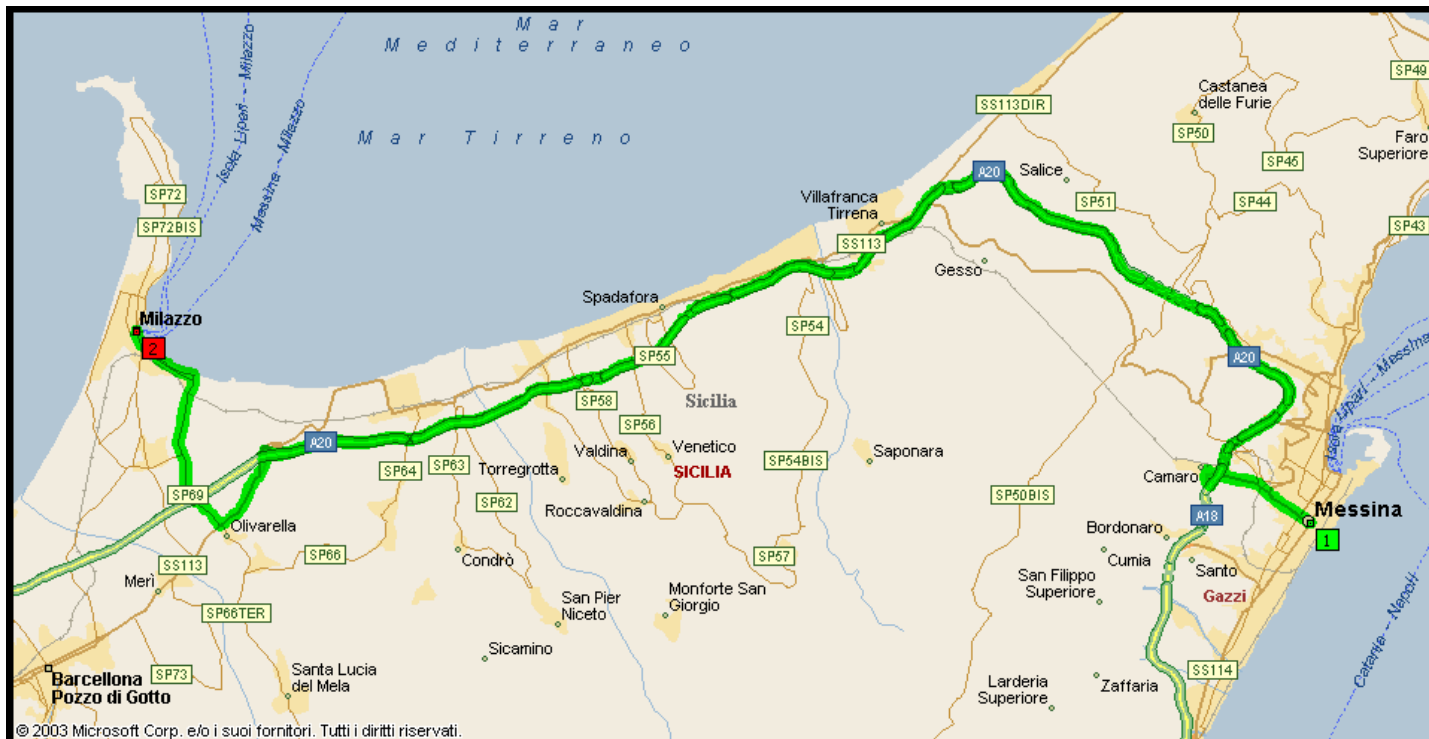 Mar
Mediterraneo
Mar Tirreno
Isola Lipari - Milazzo
Messina - Milazzo
SP72
SP72BIS
Milazzo
2
SS113DIR
Castanea
delle Furie
SP49
SP50
SP45
Faro
Superiore
A20
Salice
SP51
SP44
SP43
Villafranca
Tirrena
SS113
Gesso
Spadafora
SP54
SP55
A20
Isola Lipari - Messina
SP58
Sicilia
SP56
A20
SP64
SP63
Torregrotta
Valdina
Venetico
SICILIA
SP54BIS
Saponara
Camaro
SP69
SP62
Roccavaldina
SP50BIS
A18
Messina
1
Olivarella
Bordonaro
SP66
Condrò
SP57
Cumia
Santo
SS113
Merì
San Filippo
Superiore
Gazzi
SP66TER
San Pier
Niceto
Monforte San
Giorgio
Catania - Napoli
Sicamino
Barcellona
Pozzo di Gotto
SP73
Santa Lucia
del Mela
SS114
Larderia
Superiore
Zaffaria
© 2003 Microsoft Corp. e/o i suoi fornitori. Tutti i diritti riservati.